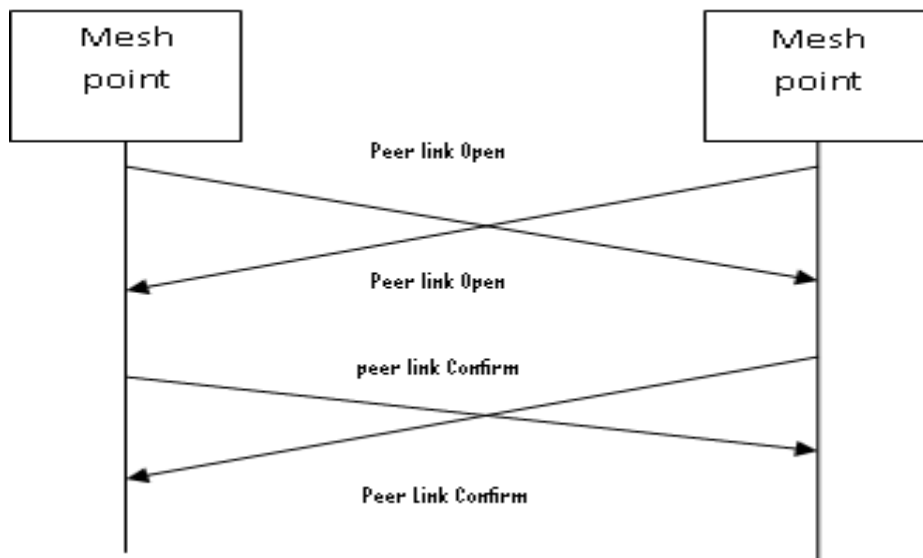 Mesh
point
Mesh
point
Peer link Open
Peer link Open
peer link Confirm
Peer Link Confirm